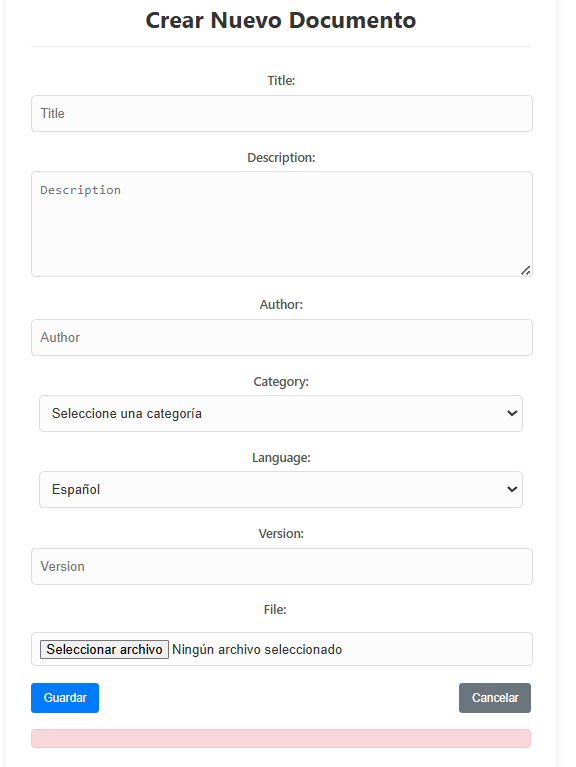 Crear Nuevo Documento
Title:
Title
Description:
Description
Author:
Author
Category:
Seleccione una categoría
Language:
Español
Version:
Version
File:
Seleccionar archivo Ningún archivo seleccionado
Guardar Cancelar